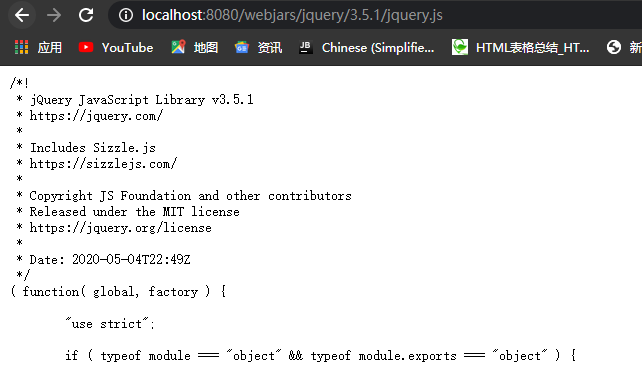 localhost:8080/webjars/jquery/3.5.1/jquery.js
应用 YouTube 地图 资讯 Chinese (Simplifie... HTML表格总结_HT... 新
/*!
 * jQuery JavaScript Library v3.5.1
 * https://jquery.com/
 *
 * Includes Sizzle.js
 * https://sizzlejs.com/
 *
 * Copyright JS Foundation and other contributors
 * Released under the MIT license
 * https://jquery.org/license
 *
 * Date: 2020-05-04T22:49Z
 */
( function( global, factory ) {
"use strict";
if ( typeof module === "object" && typeof module.exports === "object" ) {